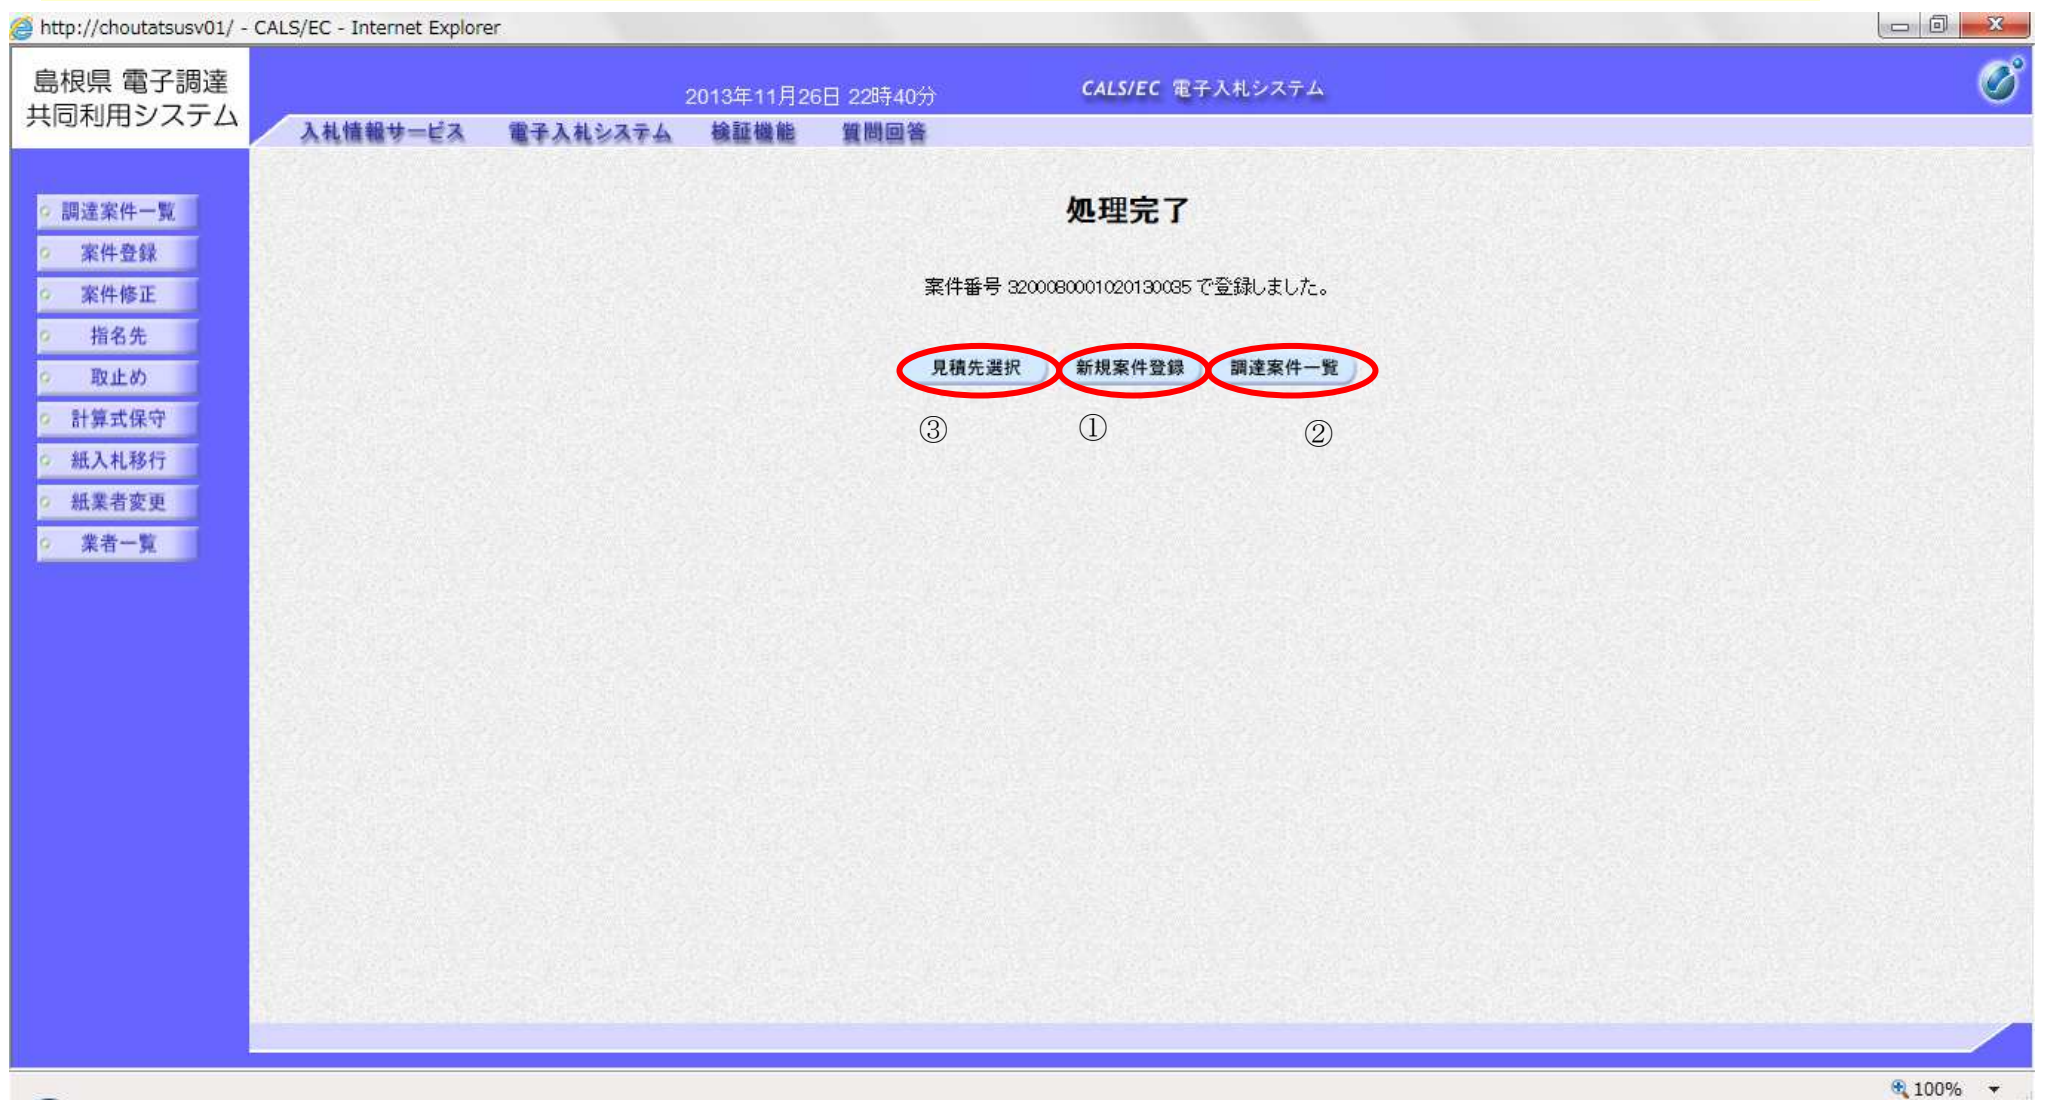 http://choutatsusv01/ - CALS/EC - Internet Explorer
島根県 電子調達
共同利用システム
2013年11月26日 22時40分
CALS/EC 電子入札システム
入札情報サービス 電子入札システム 検証機能 質問回答
調達案件一覧
案件登録
案件修正
指名先
取止め
計算式保守
紙入札移行
紙業者変更
業者一覧
処理完了
案件番号 3200080001020130035 で登録しました。
見積先選択 新規案件登録 調達案件一覧
③ ① ②
100%